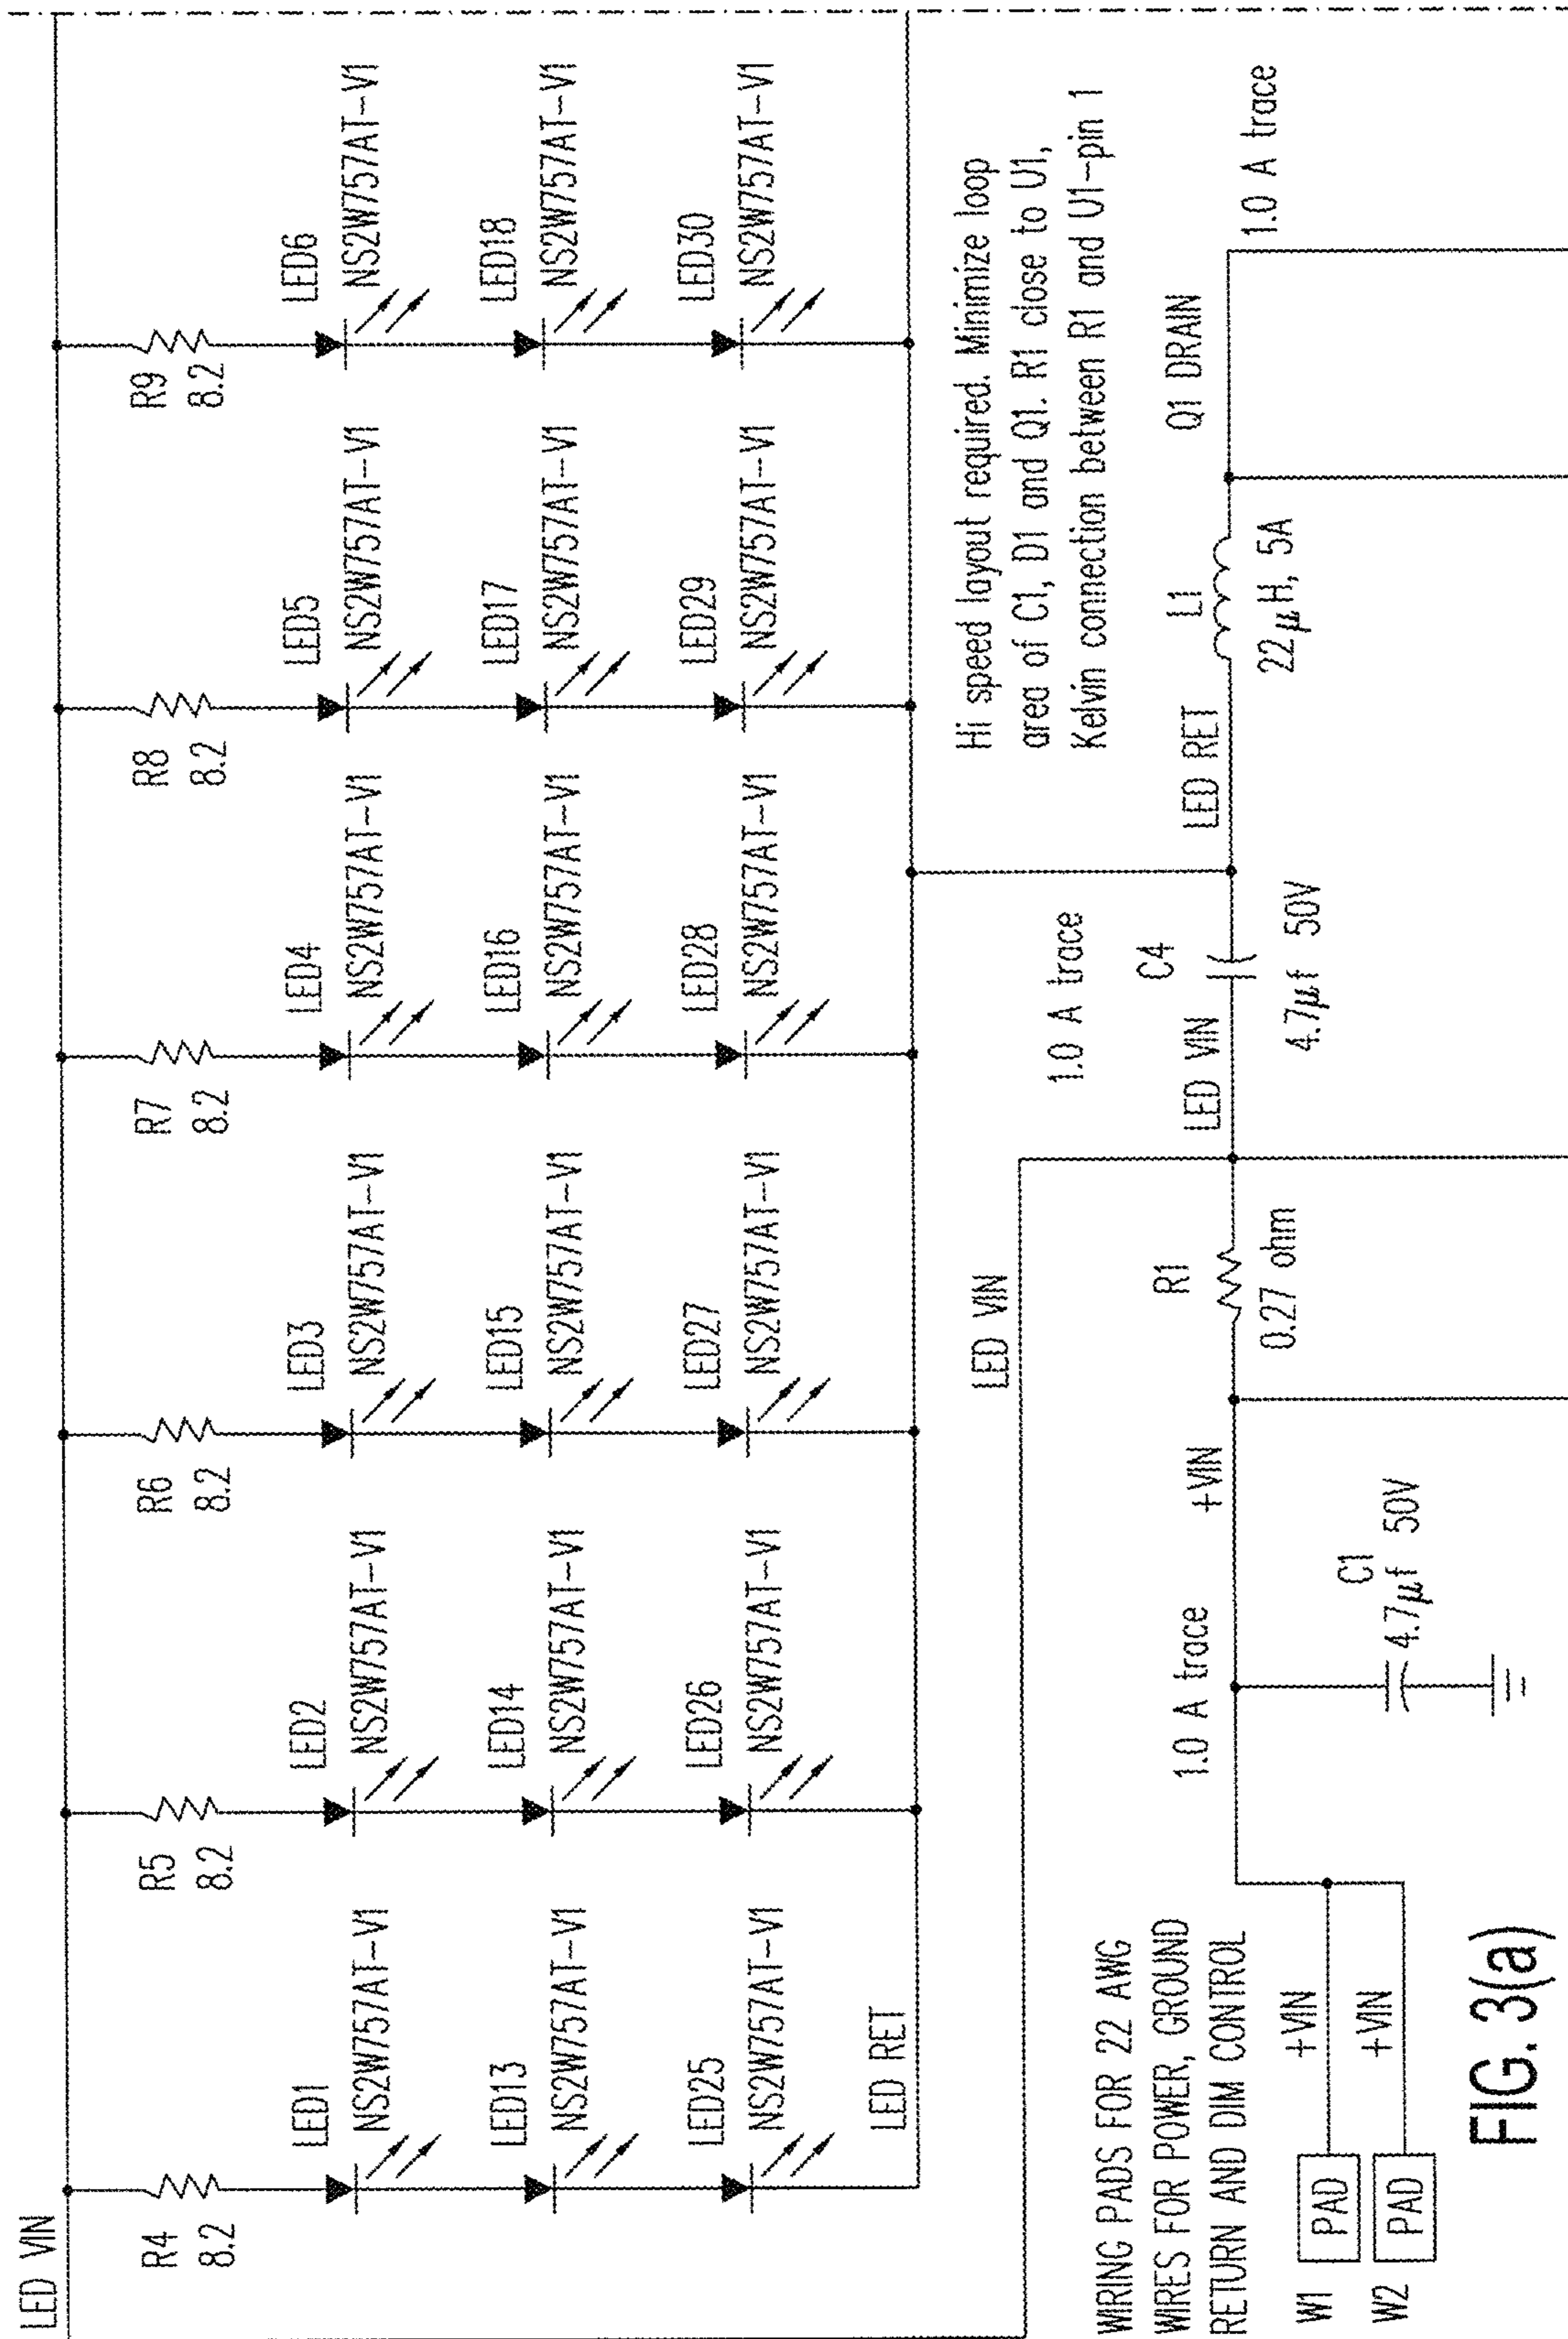 LED VIN
R4
8.2
R5
8.2
R6
8.2
R7
8.2
R8
8.2
R9
8.2
LED1
NS2W757AT-V1
LED2
NS2W757AT-V1
LED3
NS2W757AT-V1
LED4
NS2W757AT-V1
LED5
NS2W757AT-V1
LED6
NS2W757AT-V1
LED13
NS2W757AT-V1
LED14
NS2W757AT-V1
LED15
NS2W757AT-V1
LED16
NS2W757AT-V1
LED17
NS2W757AT-V1
LED18
NS2W757AT-V1
LED25
NS2W757AT-V1
LED26
NS2W757AT-V1
LED27
NS2W757AT-V1
LED28
NS2W757AT-V1
LED29
NS2W757AT-V1
LED30
NS2W757AT-V1
LED RET
LED VIN
Hi speed layout required. Minimize loop
area of C1, D1 and Q1. R1 close to U1,
Kelvin connection between R1 and U1-pin 1
WIRING PADS FOR 22 AWG
WIRES FOR POWER, GROUND
RETURN AND DIM CONTROL
1.0 A trace
+VIN
R1
0.27 ohm
1.0 A trace
LED VIN
C4
4.7μf 50V
LED RET
L1
22μH, 5A
Q1 DRAIN
1.0 A trace
W1
PAD
+VIN
W2
PAD
+VIN
C1
4.7μf 50V
FIG. 3(a)